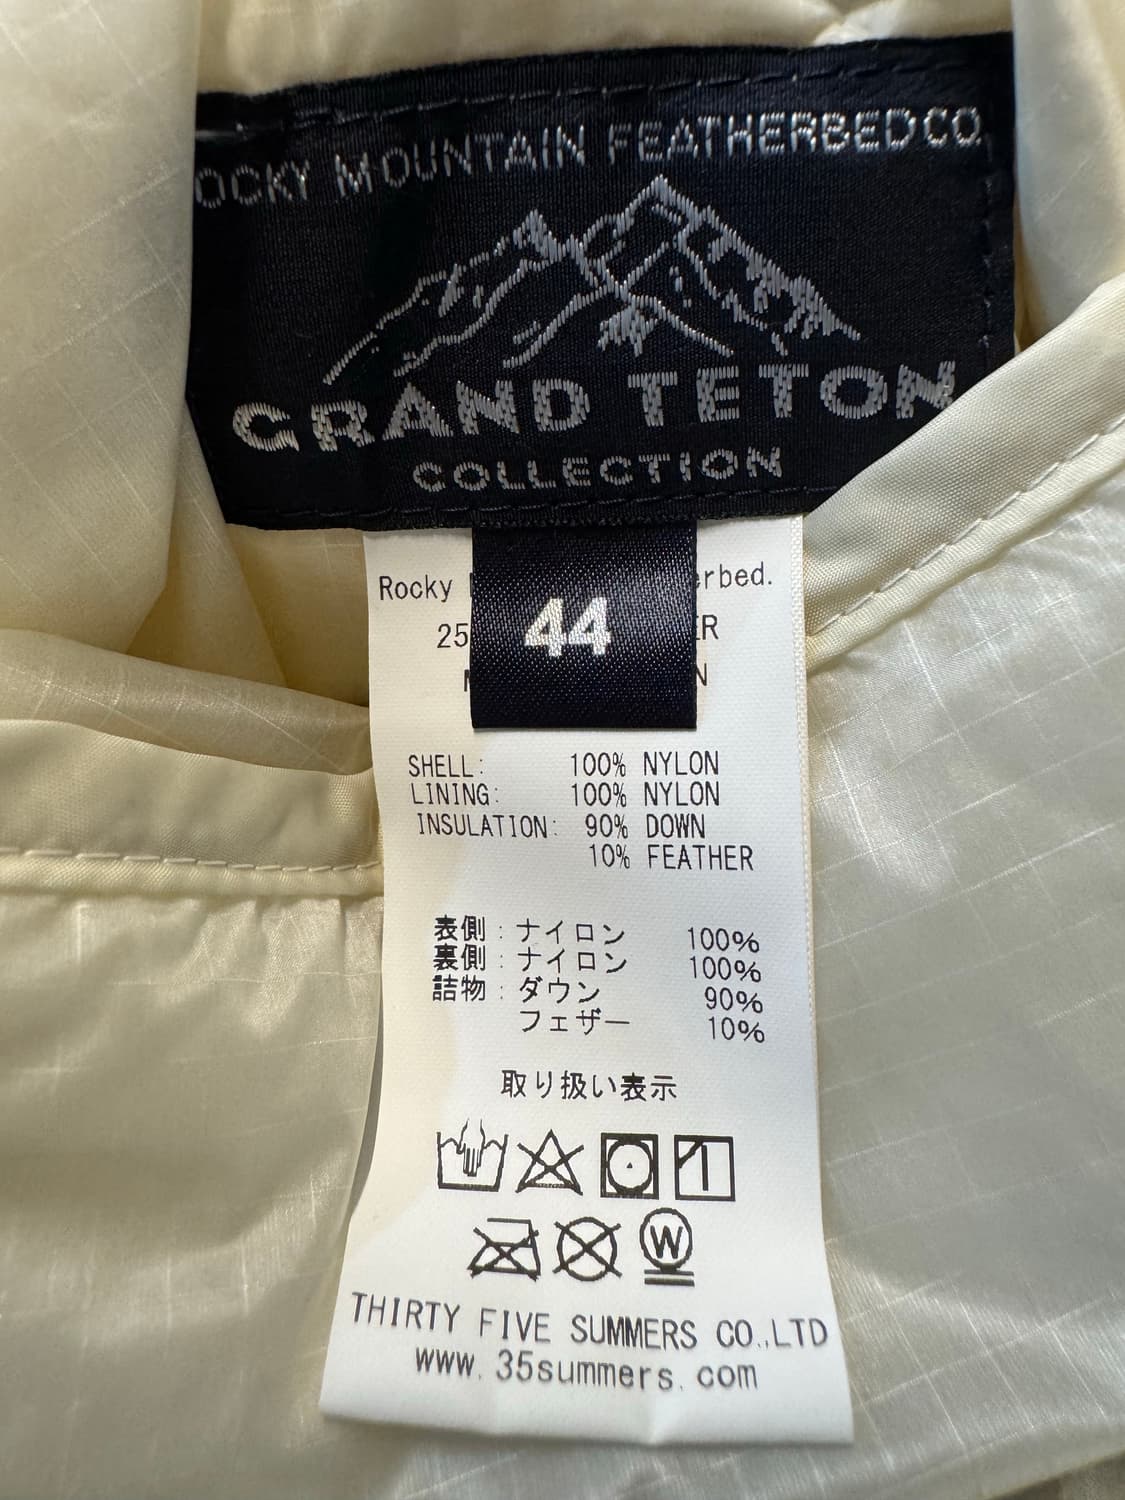 OCKY MOUNTAIN FEATHERBED CO.
GRAND TETON
COLLECTION
44
Rocky erbed.
25 ER
N
SHELL: 100% NYLON
LINING: 100% NYLON
INSULATION: 90% DOWN
10% FEATHER
表側:ナイロン 100%
裏側:ナイロン 100%
詰物:ダウン 90%
フェザー 10%
取り扱い表示
W
THIRTY FIVE SUMMERS CO.,LTD
www.35summers.com